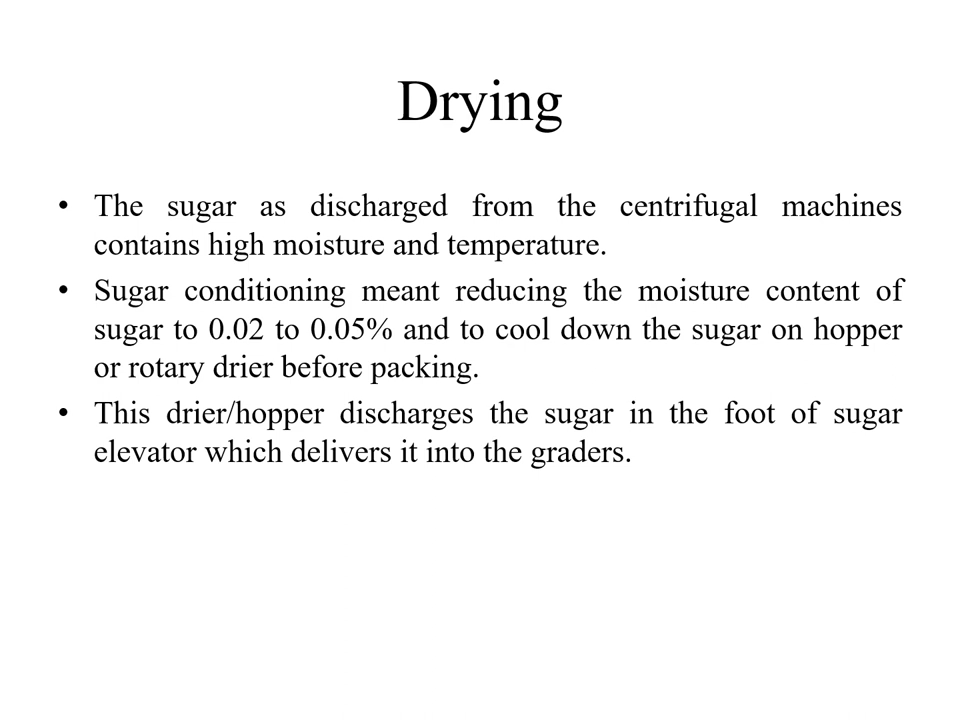 Drying
• The sugar as discharged from the centrifugal machines
contains high moisture and temperature.
• Sugar conditioning meant reducing the moisture content of
sugar to 0.02 to 0.05% and to cool down the sugar on hopper
or rotary drier before packing.
• This drier/hopper discharges the sugar in the foot of sugar
elevator which delivers it into the graders.